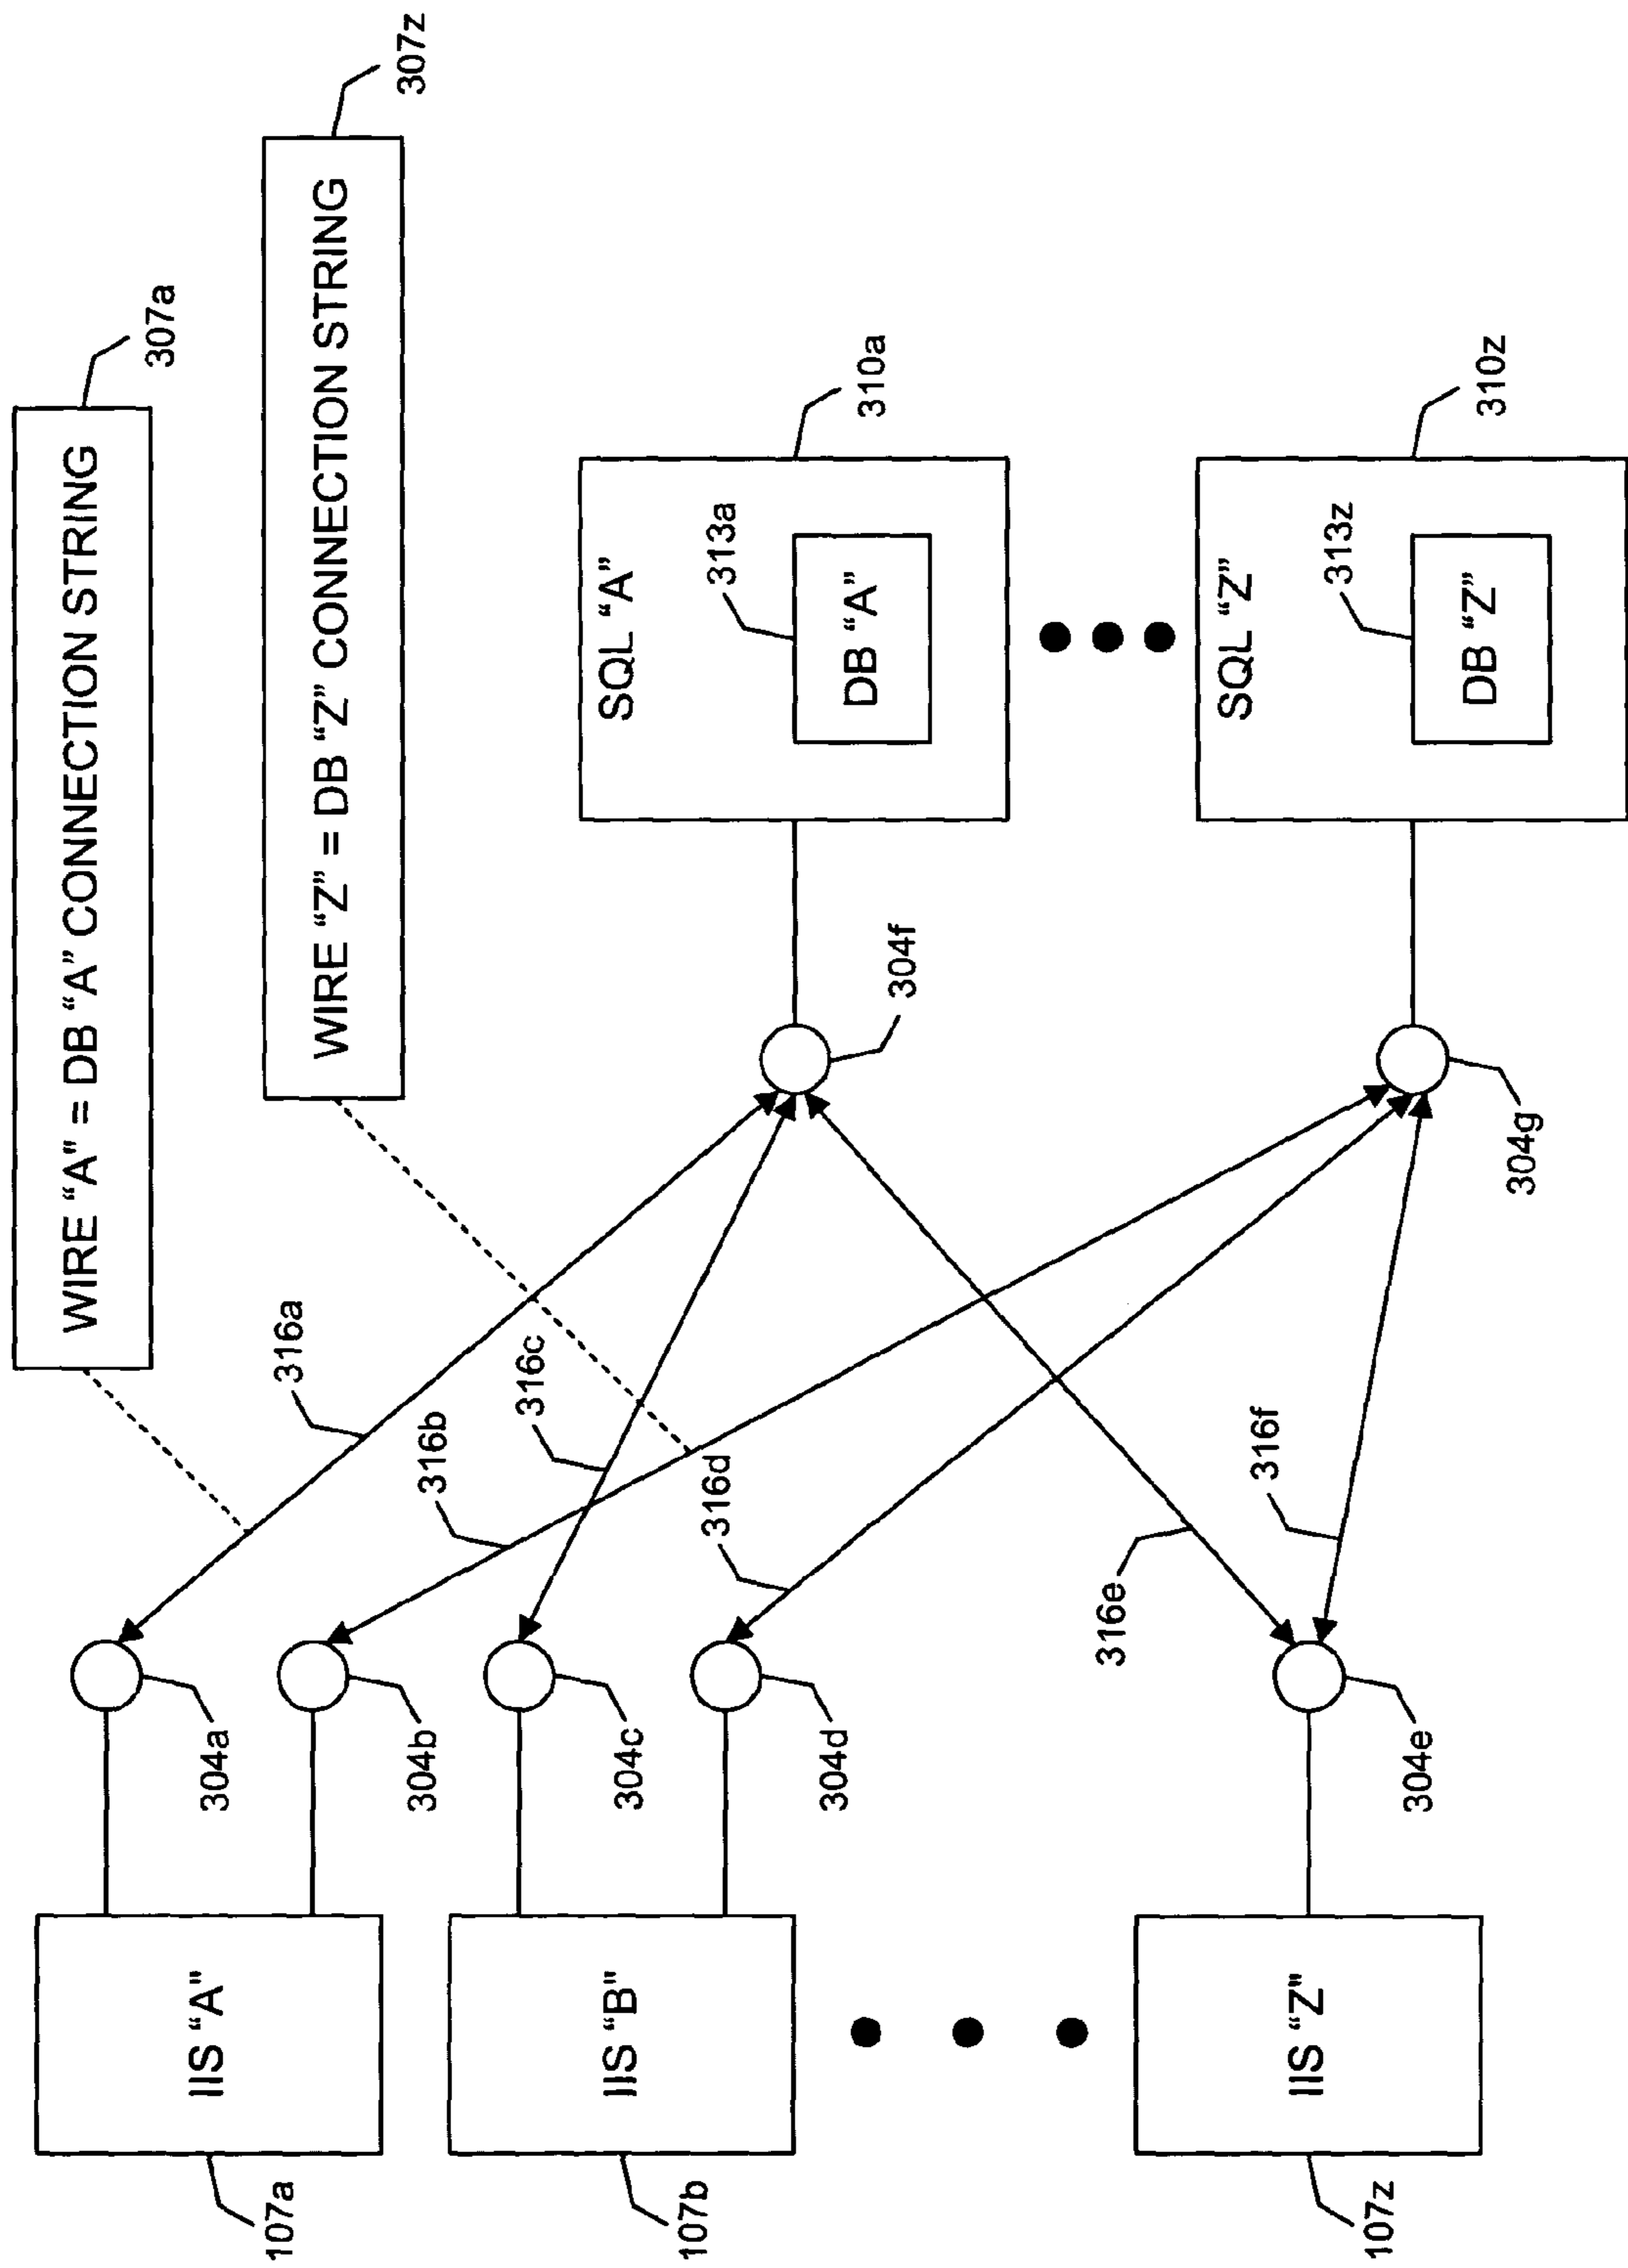 WIRE “A” = DB “A” CONNECTION STRING
307a
WIRE “Z” = DB “Z” CONNECTION STRING
307z
107a
IIS “A”
304a
304b
316a
316b
107b
IIS “B”
304c
304d
316c
316d
107z
IIS “Z”
304e
316e
316f
304f
SQL “A”
313a
DB “A”
310a
304g
SQL “Z”
313z
DB “Z”
310z